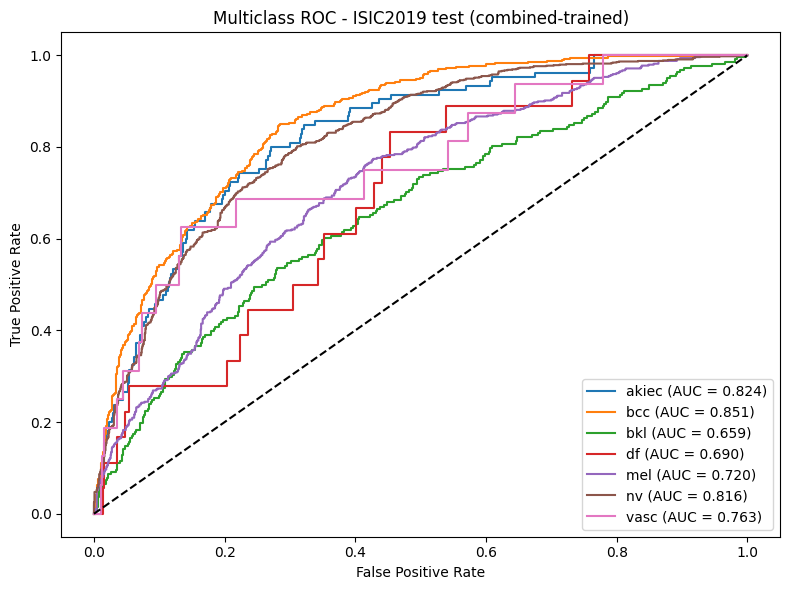 Multiclass ROC - ISIC2019 test (combined-trained)
True Positive Rate
1.0
0.8
0.6
0.4
0.2
0.0
akiec (AUC = 0.824)
bcc (AUC = 0.851)
bkl (AUC = 0.659)
df (AUC = 0.690)
mel (AUC = 0.720)
nv (AUC = 0.816)
vasc (AUC = 0.763)
0.0 0.2 0.4 0.6 0.8 1.0
False Positive Rate